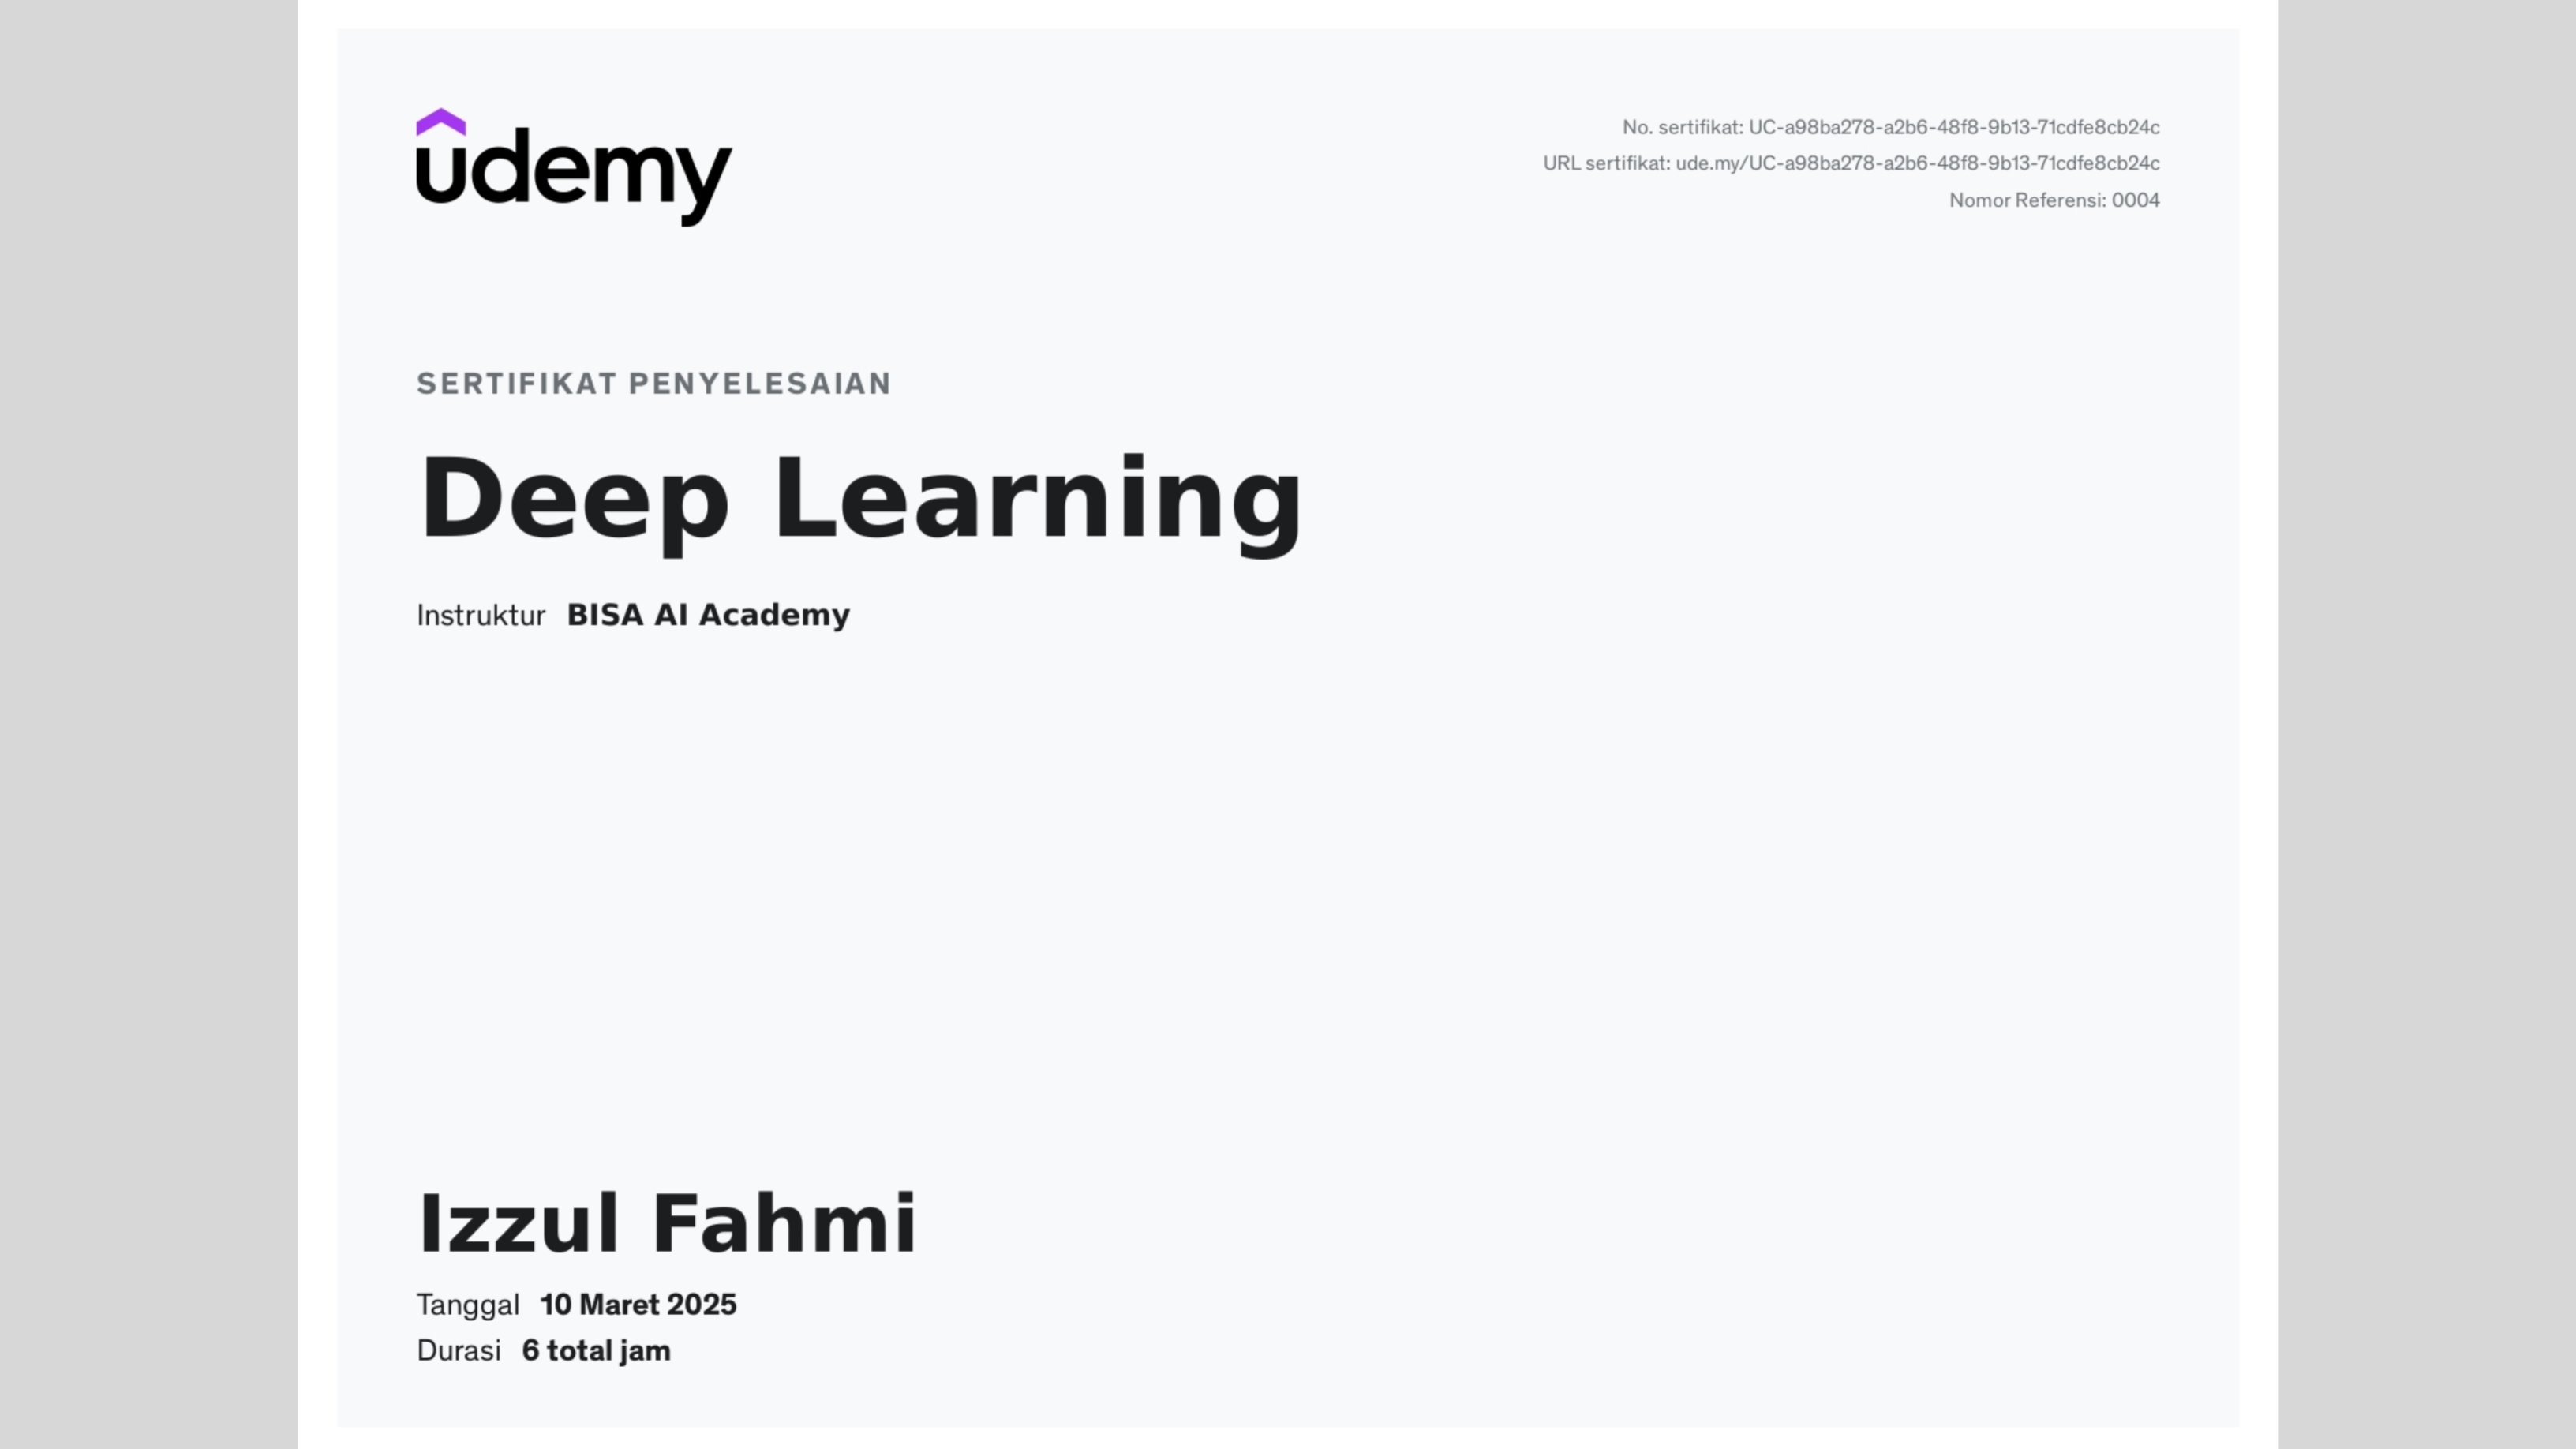 udemy
No. sertifikat: UC-a98ba278-a2b6-48f8-9b13-71cdfe8cb24c
URL sertifikat: ude.my/UC-a98ba278-a2b6-48f8-9b13-71cdfe8cb24c
Nomor Referensi: 0004
SERTIFIKAT PENYELESAIAN
Deep Learning
Instruktur BISA AI Academy
Izzul Fahmi
Tanggal 10 Maret 2025
Durasi 6 total jam